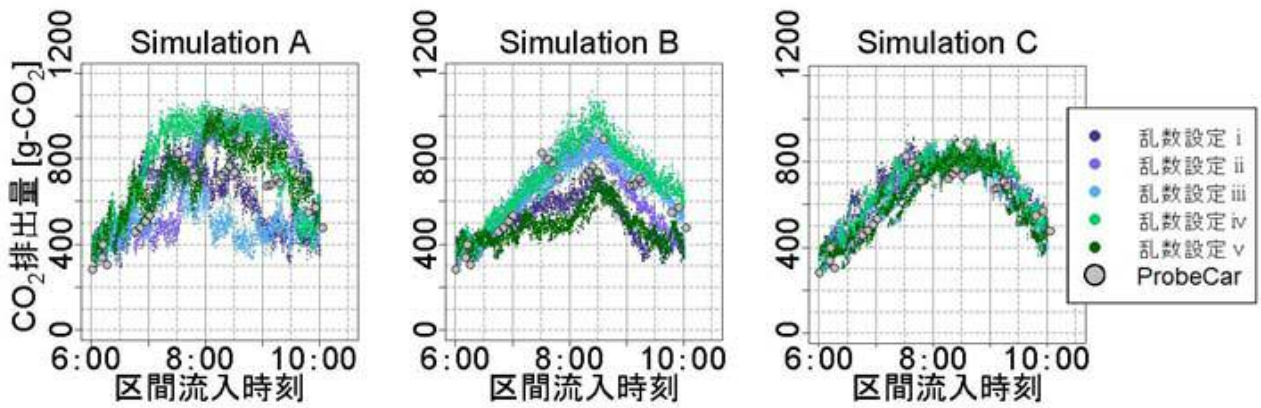 Simulation A
Simulation B
Simulation C
CO₂排出量 [g-CO₂]
1200
800
400
0
6:00 8:00 10:00
区間流入時刻
1200
800
400
0
6:00 8:00 10:00
区間流入時刻
1200
800
400
0
6:00 8:00 10:00
区間流入時刻
乱数設定 i
乱数設定 ii
乱数設定 iii
乱数設定 iv
乱数設定 v
ProbeCar